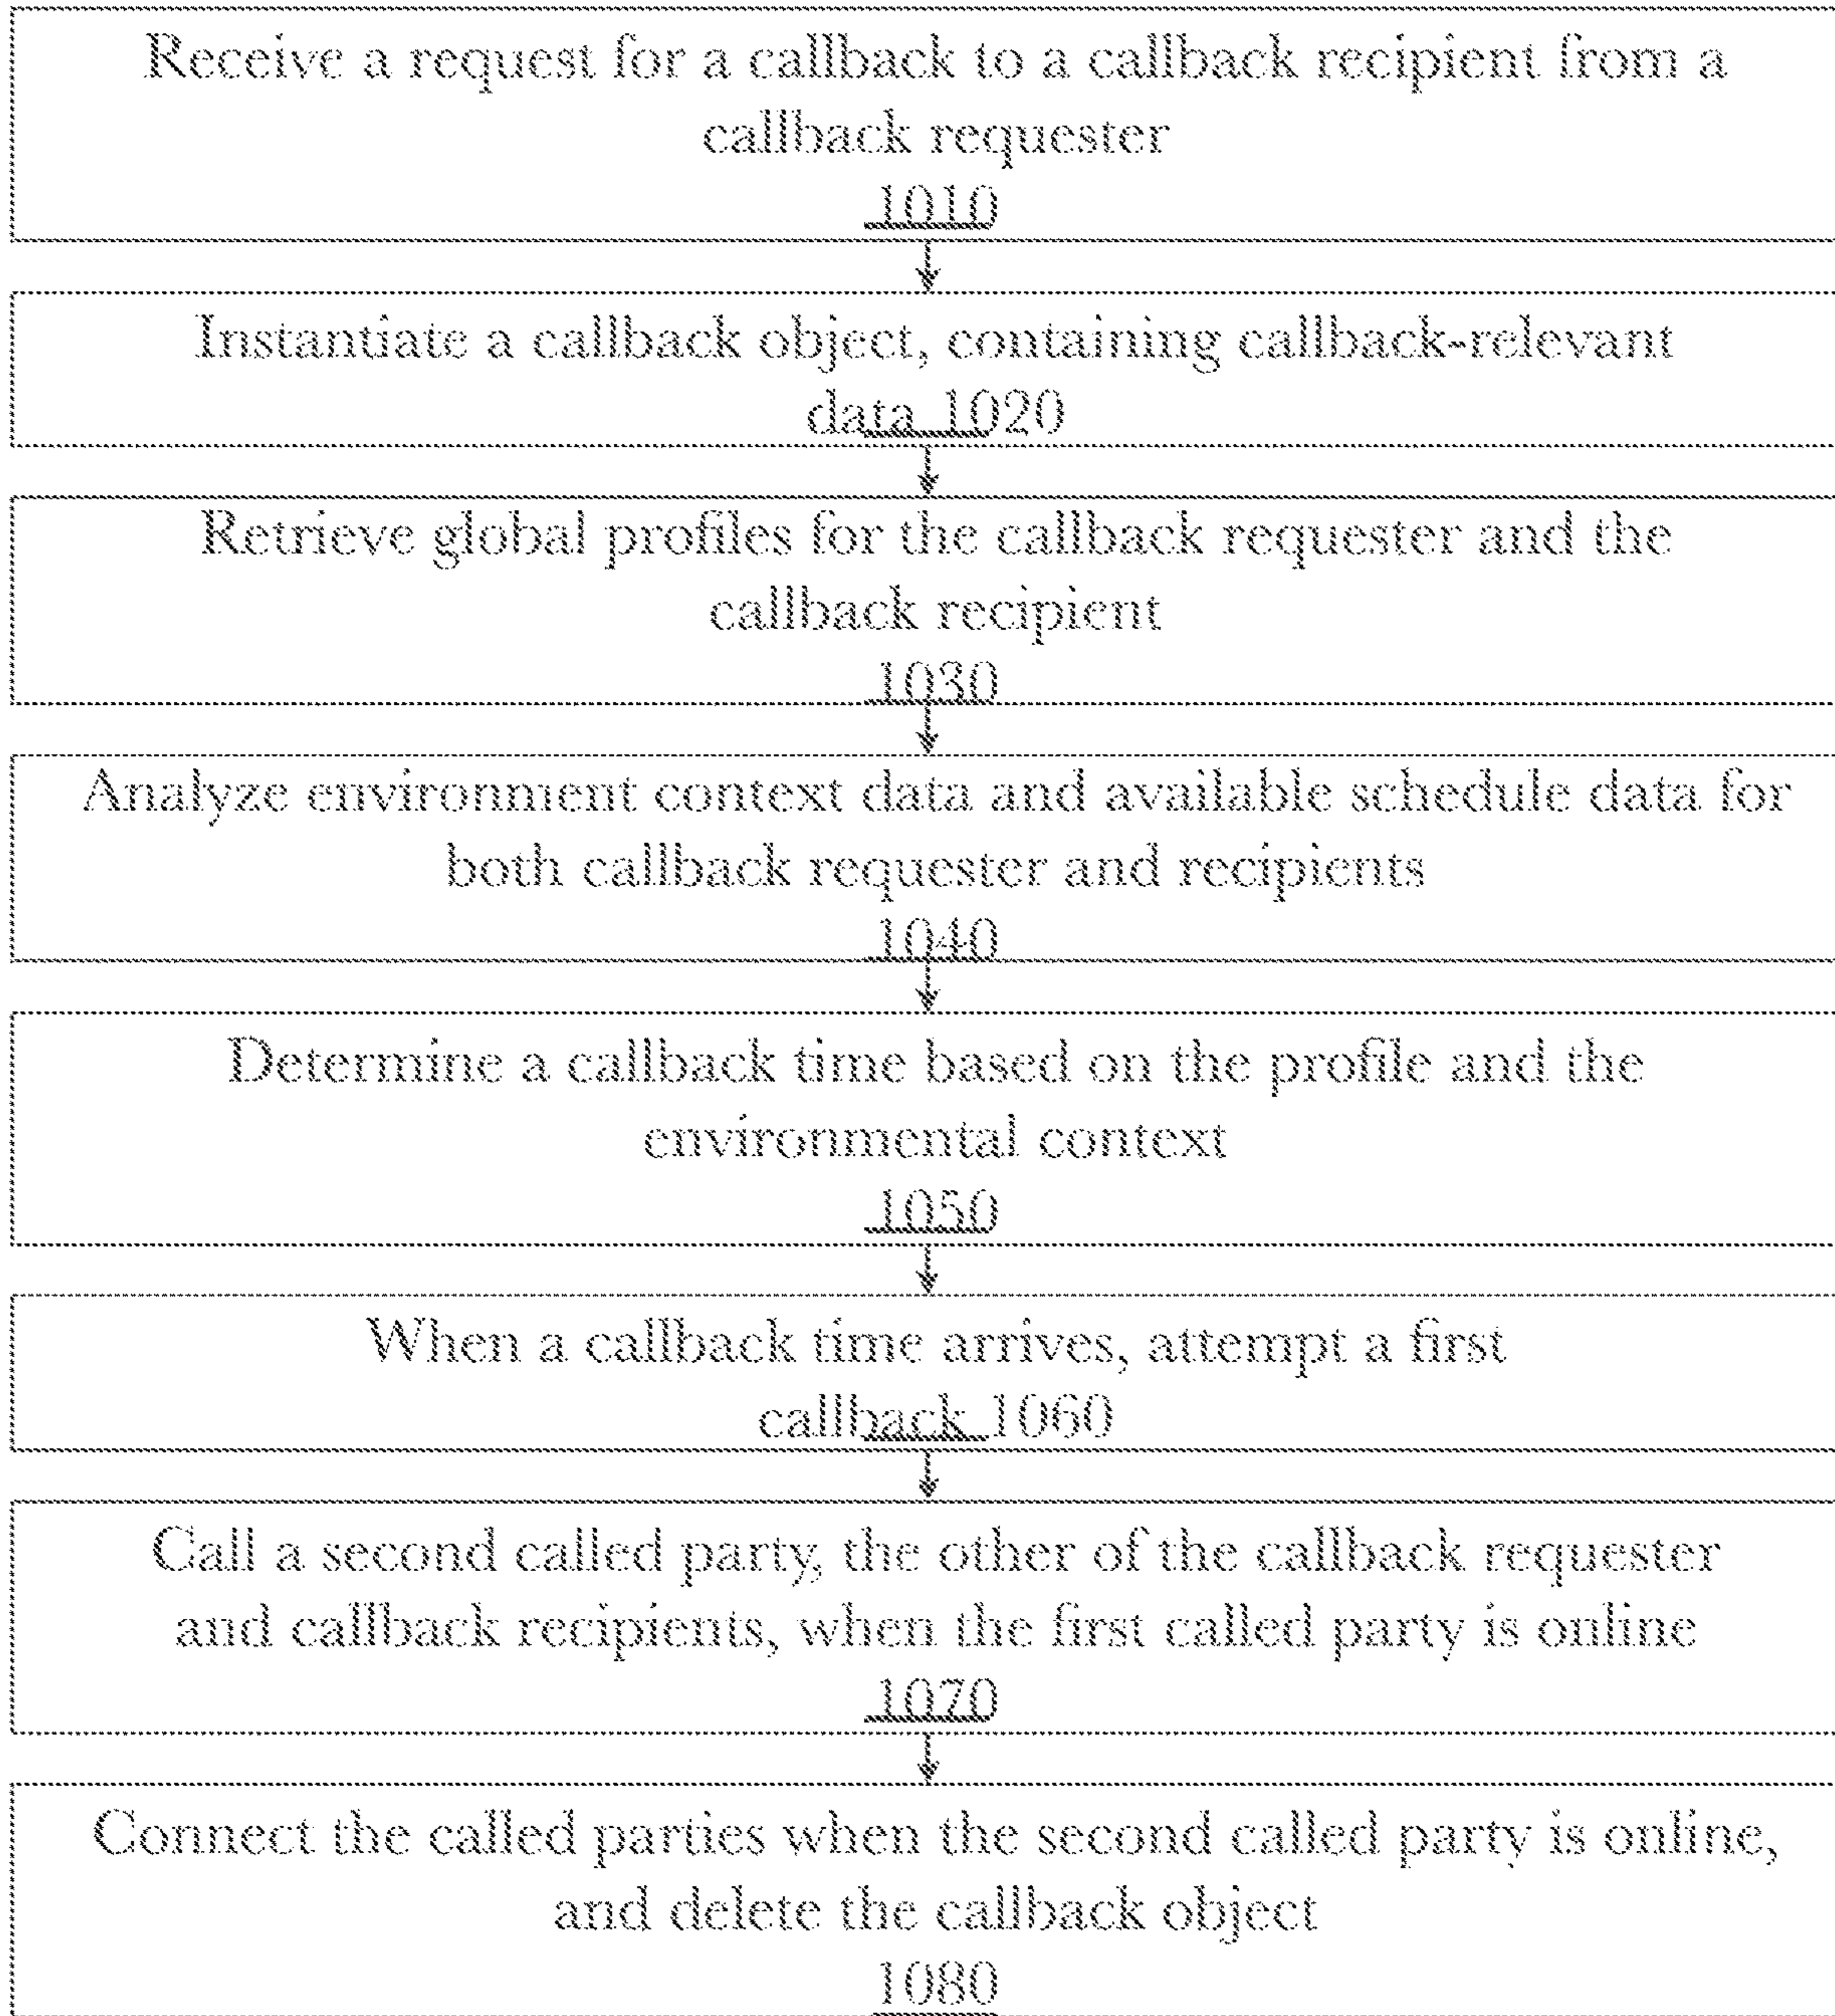 Receive a request for a callback to a callback recipient from a
callback requester
1010
Instantiate a callback object, containing callback-relevant
data 1020
Retrieve global profiles for the callback requester and the
callback recipient
1030
Analyze environment context data and available schedule data for
both callback requester and recipients
1040
Determine a callback time based on the profile and the
environmental context
1050
When a callback time arrives, attempt a first
callback 1060
Call a second called party, the other of the callback requester
and callback recipients, when the first called party is online
1070
Connect the called parties when the second called party is online,
and delete the callback object
1080